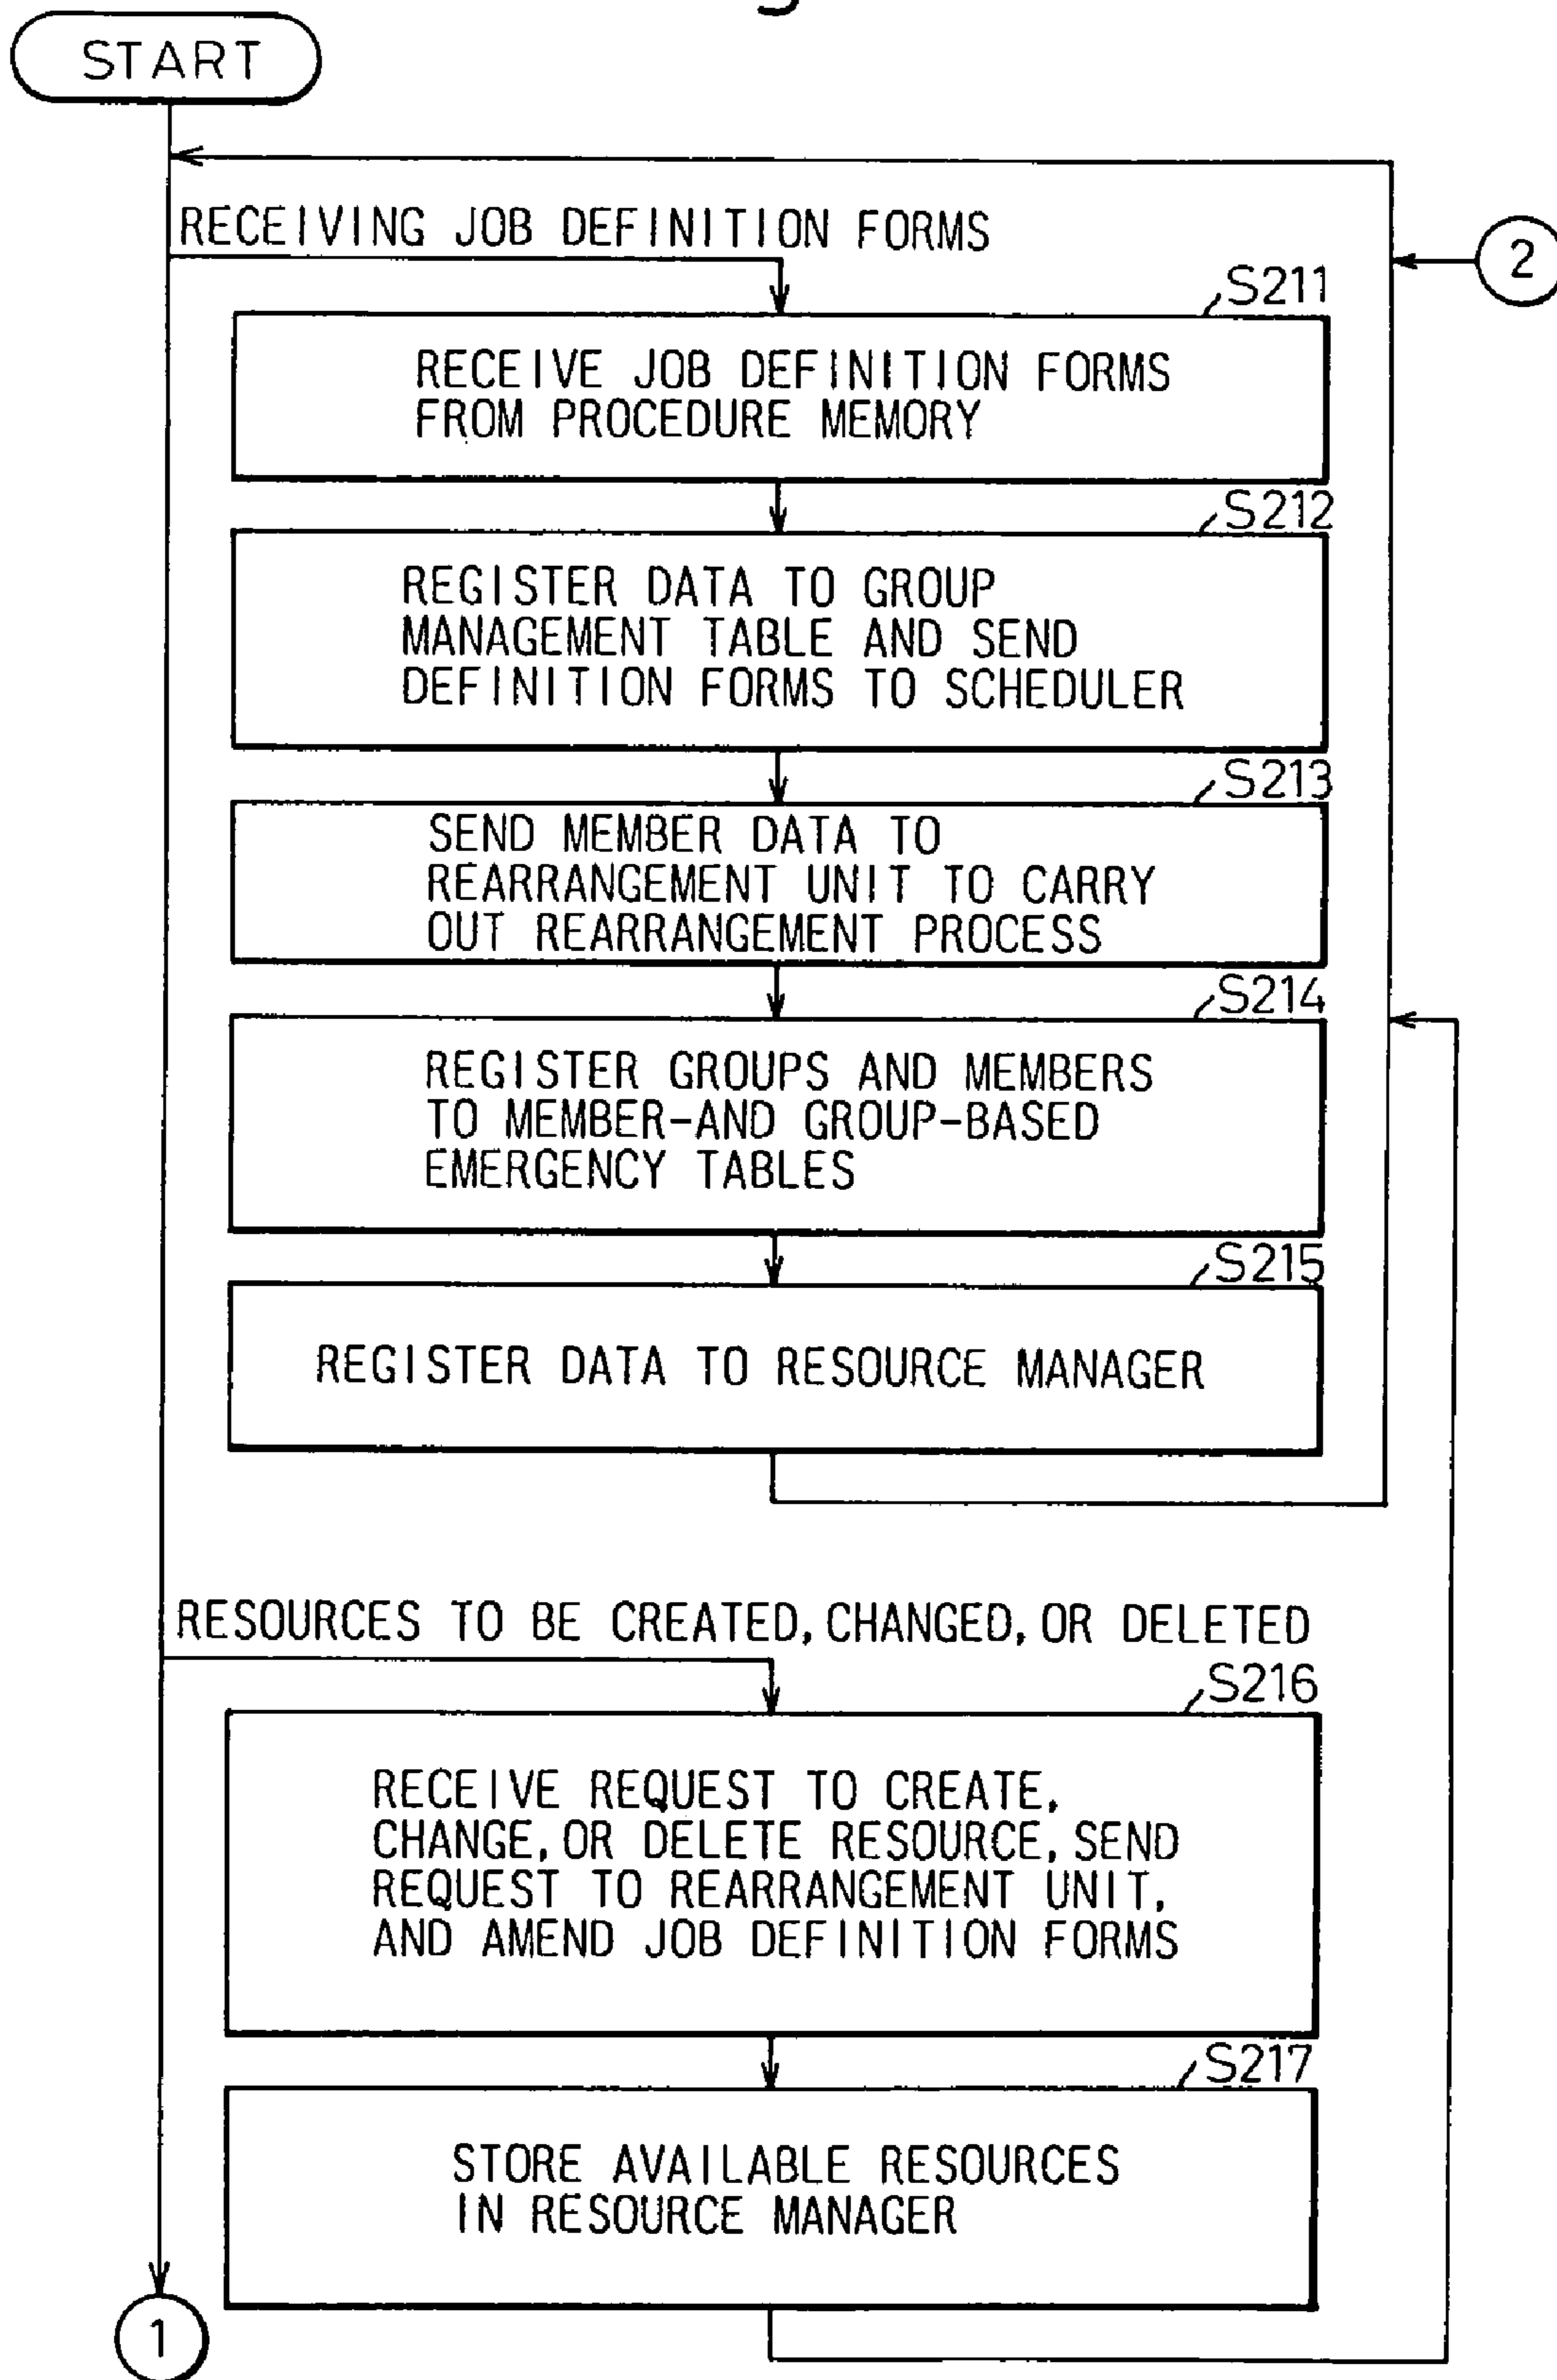 START
RECEIVING JOB DEFINITION FORMS
2
S211
RECEIVE JOB DEFINITION FORMS
FROM PROCEDURE MEMORY
S212
REGISTER DATA TO GROUP
MANAGEMENT TABLE AND SEND
DEFINITION FORMS TO SCHEDULER
S213
SEND MEMBER DATA TO
REARRANGEMENT UNIT TO CARRY
OUT REARRANGEMENT PROCESS
S214
REGISTER GROUPS AND MEMBERS
TO MEMBER-AND GROUP-BASED
EMERGENCY TABLES
S215
REGISTER DATA TO RESOURCE MANAGER
RESOURCES TO BE CREATED, CHANGED, OR DELETED
S216
RECEIVE REQUEST TO CREATE,
CHANGE, OR DELETE RESOURCE, SEND
REQUEST TO REARRANGEMENT UNIT,
AND AMEND JOB DEFINITION FORMS
S217
STORE AVAILABLE RESOURCES
IN RESOURCE MANAGER
1